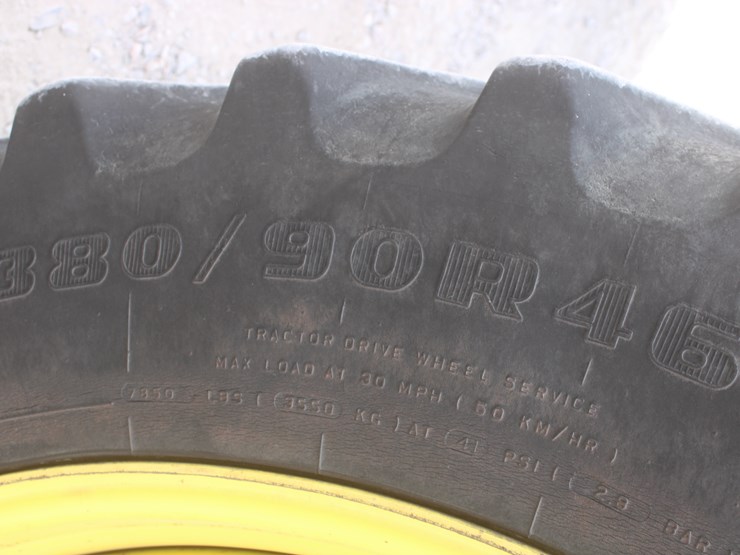 380/90R46
TRACTOR DRIVE WHEEL SERVICE
MAX LOAD AT 30 MPH (50 KM/HR)
7850 LBS (3550 KG) AT 41 PSI (2.8 BAR